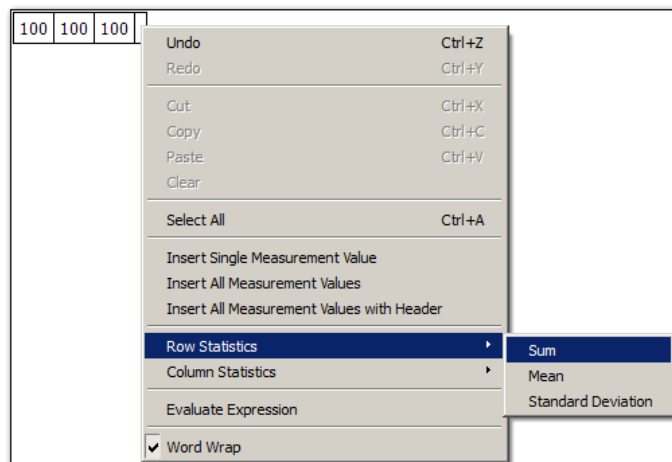 100 100 100
Undo Ctrl+Z
Redo Ctrl+Y
Cut Ctrl+X
Copy Ctrl+C
Paste Ctrl+V
Clear
Select All Ctrl+A
Insert Single Measurement Value
Insert All Measurement Values
Insert All Measurement Values with Header
Row Statistics
Sum
Column Statistics
Mean
Standard Deviation
Evaluate Expression
Word Wrap